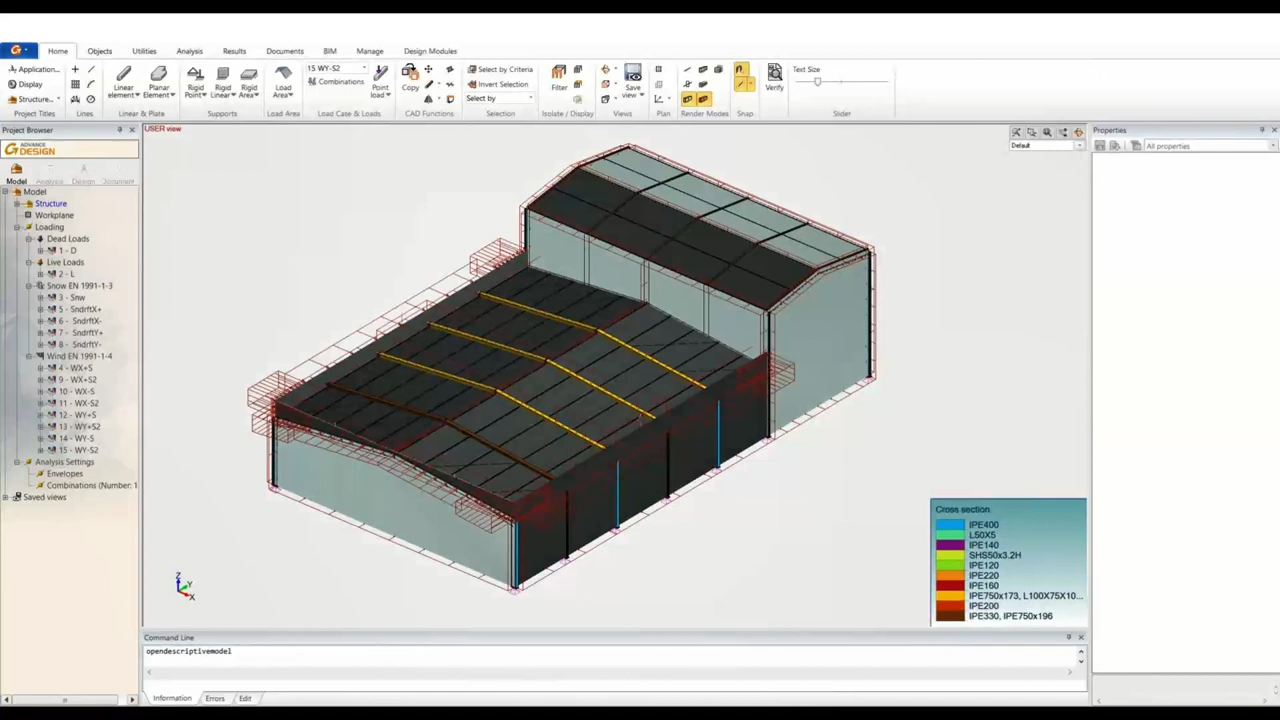 Home Objects Utilities Analysis Results Documents BIM Manage Design Modules
Application...
Display
Structure...
Project Titles
Lines
Linear element
Planar Element
Linear & Plate
Rigid Point
Rigid Linear
Rigid Area
Supports
Load Area
Load Area
15 WY-S2
Combinations
Point load
Load Case & Loads
Copy
CAD Functions
Select by Criteria
Invert Selection
Select by
Selection
Filter
Isolate / Display
Save view
Views
Plan
Render Modes
Snap
Verify
Text Size
Slider
Project Browser
ADVANCE
DESIGN
Model Analysis Design Document
Model
Structure
Workplane
Loading
Dead Loads
1 - D
Live Loads
2 - L
Snow EN 1991-1-3
3 - Snw
5 - SndrftX+
6 - SndrftX-
7 - SndrftY+
8 - SndrftY-
Wind EN 1991-1-4
4 - WX+S
9 - WX+S2
10 - WX-S
11 - WX-S2
12 - WY+S
13 - WY+S2
14 - WY-S
15 - WY-S2
Analysis Settings
Envelopes
Combinations (Number: 1
Saved views
USER view
Default
Z
Y
X
Cross section
IPE400
L50X5
IPE140
SHS50x3.2H
IPE120
IPE220
IPE160
IPE750x173, L100X75X10...
IPE200
IPE330, IPE750x196
Command Line
opendescriptivemodel
Information Errors Edit
Properties
All properties